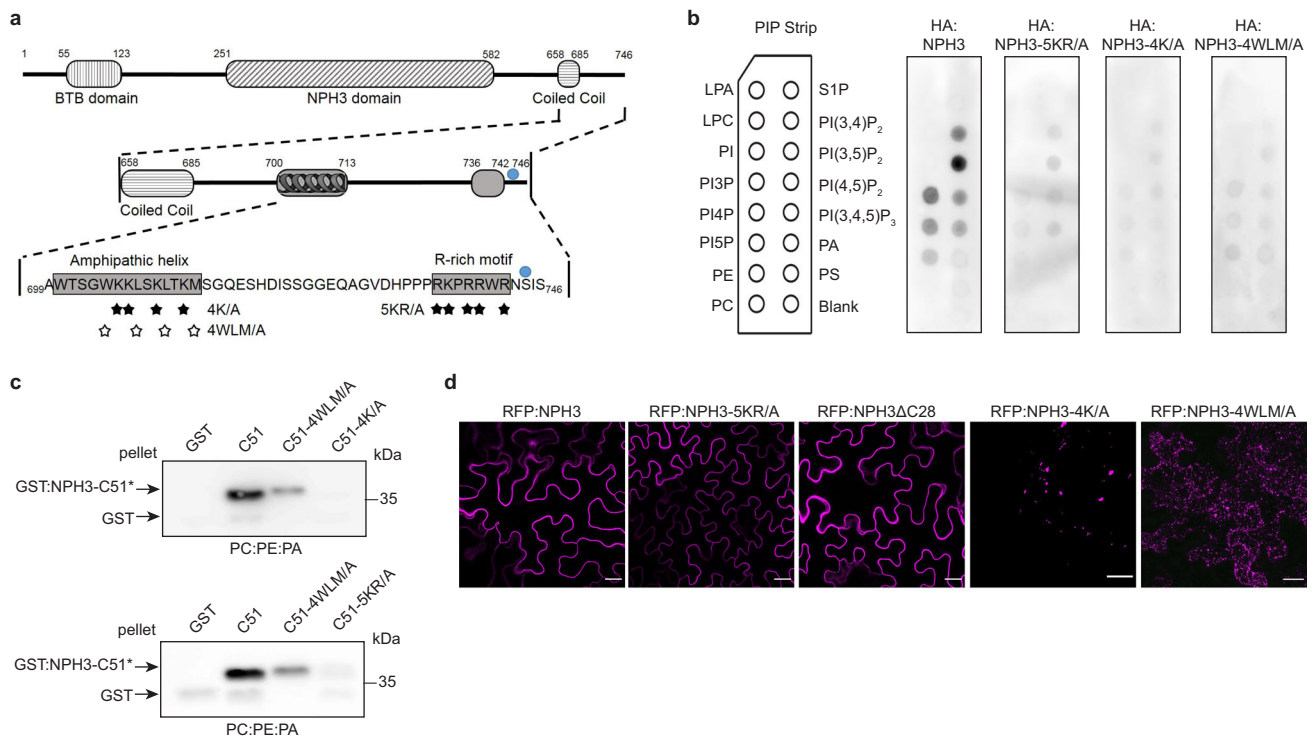 a
1 55 123 251 582 658 685 746
BTB domain NPH3 domain Coiled Coil
658 685 700 713 736 742 746
Coiled Coil
Amphipathic helix R-rich motif
699AWTSGWKKLSKLTKMSGQESHDISSGGEQAGVDHPPPRKPRRWRNSIS746
4K/A 5KR/A
4WLM/A
b
PIP Strip
LPA S1P
LPC PI(3,4)P2
PI PI(3,5)P2
PI3P PI(4,5)P2
PI4P PI(3,4,5)P3
PI5P PA
PE PS
PC Blank
HA: HA: HA: HA:
NPH3 NPH3-5KR/A NPH3-4K/A NPH3-4WLM/A
c
pellet GST C51 C51-4WLM/A C51-4K/A kDa
GST:NPH3-C51* 35
GST
PC:PE:PA
pellet GST C51 C51-4WLM/A C51-5KR/A kDa
GST:NPH3-C51* 35
GST
PC:PE:PA
d
RFP:NPH3 RFP:NPH3-5KR/A RFP:NPH3ΔC28 RFP:NPH3-4K/A RFP:NPH3-4WLM/A